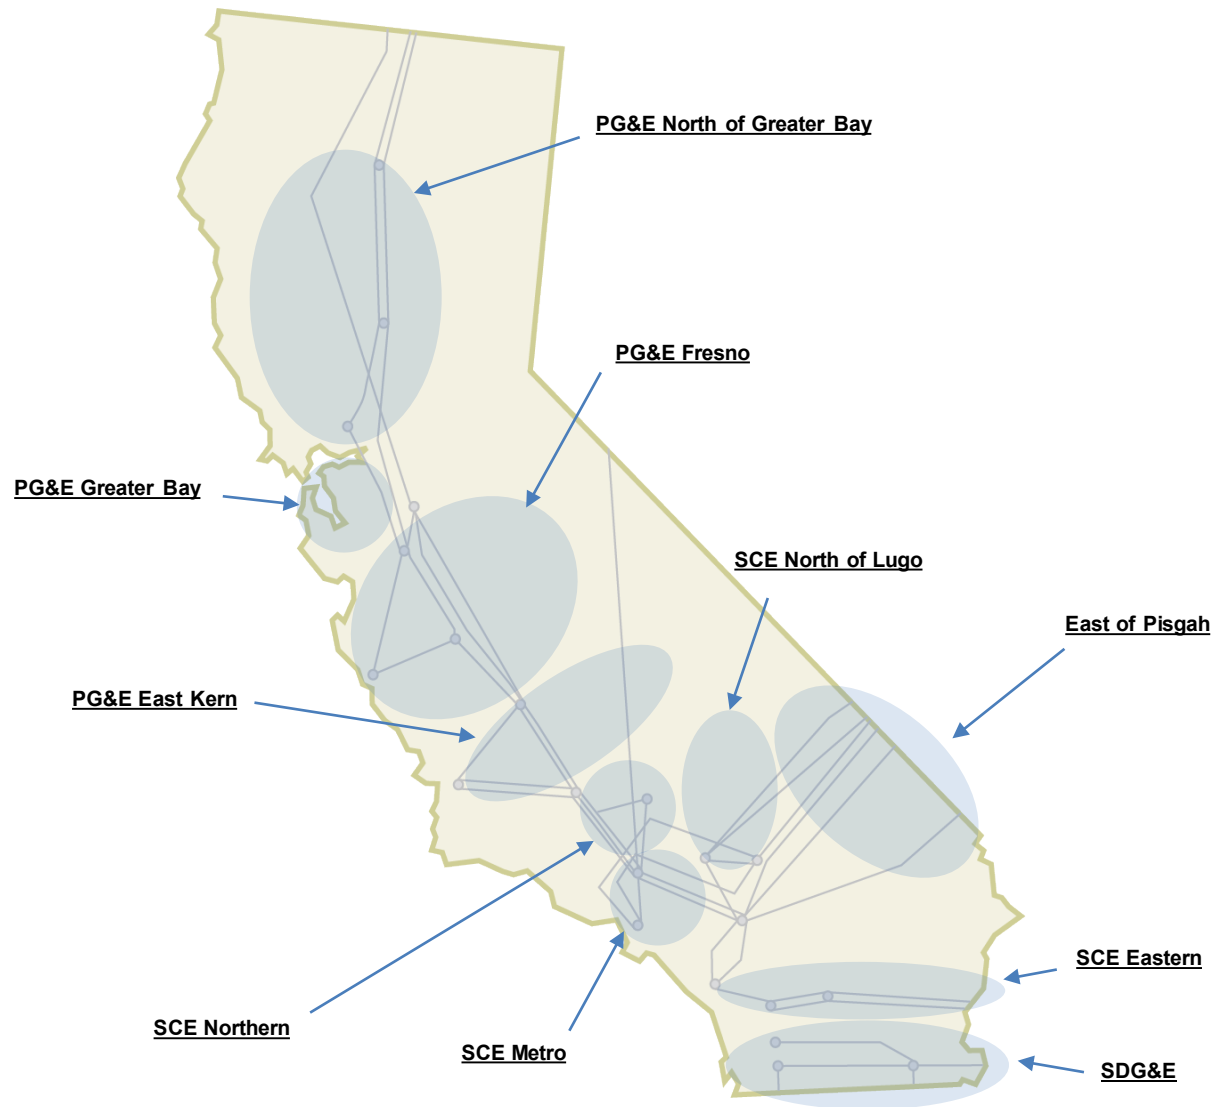 PG&E North of Greater Bay
PG&E Fresno
PG&E Greater Bay
SCE North of Lugo
East of Pisgah
PG&E East Kern
SCE Eastern
SCE Northern
SCE Metro
SDG&E